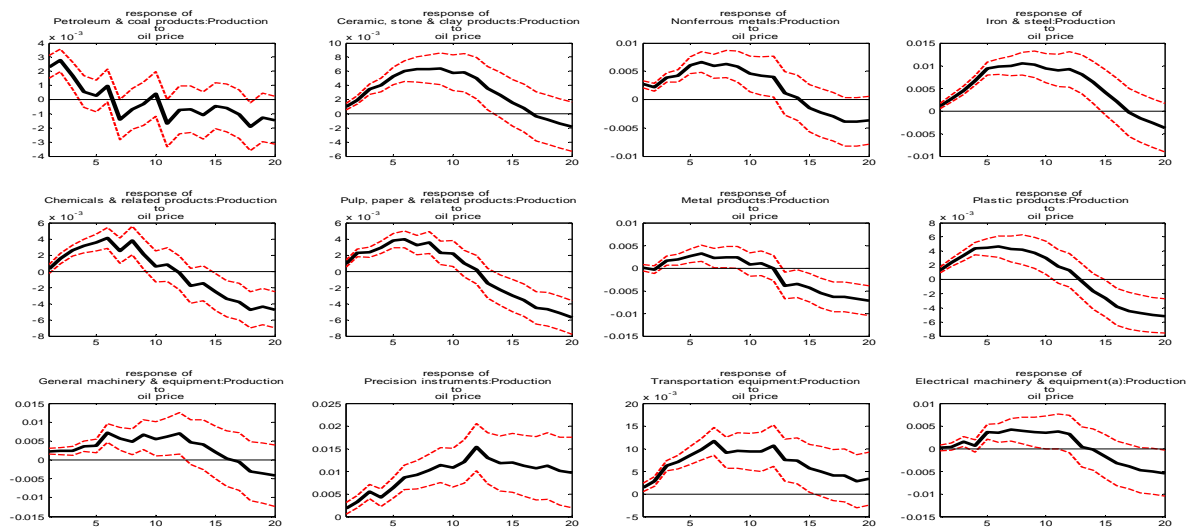 response of
Petroleum & coal products:Production
to
oil price
x 10⁻³
4
3
2
1
0
-1
-2
-3
-4
5
10
15
20
response of
Ceramic, stone & clay products:Production
to
oil price
x 10⁻³
10
8
6
4
2
0
-2
-4
-6
5
10
15
20
response of
Nonferrous metals:Production
to
oil price
0.01
0.005
0
-0.005
-0.01
5
10
15
20
response of
Iron & steel:Production
to
oil price
0.015
0.01
0.005
0
-0.005
-0.01
5
10
15
20
response of
Chemicals & related products:Production
to
oil price
x 10⁻³
6
4
2
0
-2
-4
-6
-8
5
10
15
20
response of
Pulp, paper & related products:Production
to
oil price
x 10⁻³
6
4
2
0
-2
-4
-6
-8
5
10
15
20
response of
Metal products:Production
to
oil price
0.01
0.005
0
-0.005
-0.01
-0.015
5
10
15
20
response of
Plastic products:Production
to
oil price
x 10⁻³
8
6
4
2
0
-2
-4
-6
-8
5
10
15
20
response of
General machinery & equipment:Production
to
oil price
0.015
0.01
0.005
0
-0.005
-0.01
-0.015
5
10
15
20
response of
Precision instruments:Production
to
oil price
0.025
0.02
0.015
0.01
0.005
0
5
10
15
20
response of
Transportation equipment:Production
to
oil price
x 10⁻³
20
15
10
5
0
-5
5
10
15
20
response of
Electrical machinery & equipment(a):Production
to
oil price
0.01
0.005
0
-0.005
-0.01
-0.015
5
10
15
20